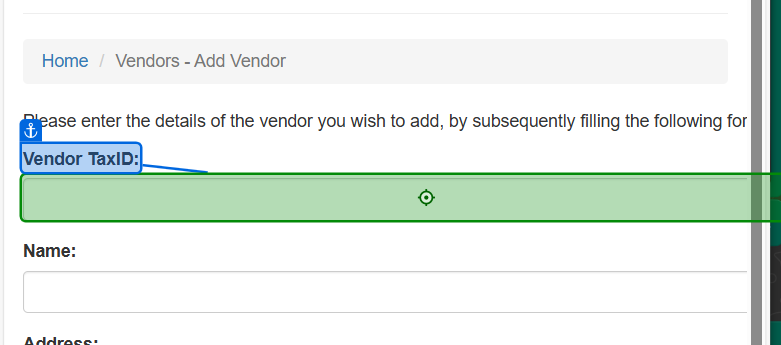 Home / Vendors - Add Vendor
Please enter the details of the vendor you wish to add, by subsequently filling the following for
Vendor TaxID:
Name:
Address: